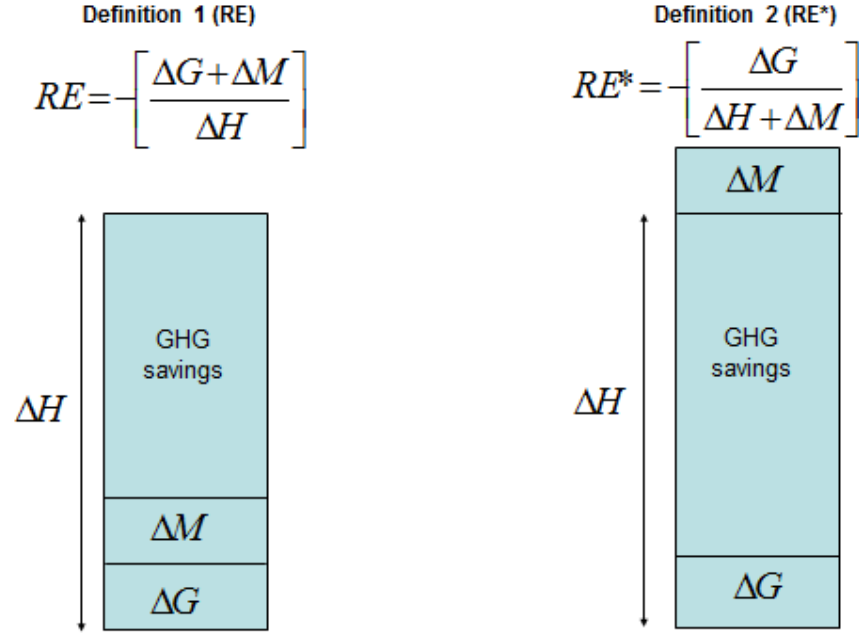 Definition 1 (RE)
RE=-[ΔG+ΔM/ΔH]
ΔH
GHG
savings
ΔM
ΔG
Definition 2 (RE*)
RE*=-[ΔG/ΔH+ΔM]
ΔM
ΔH
GHG
savings
ΔG